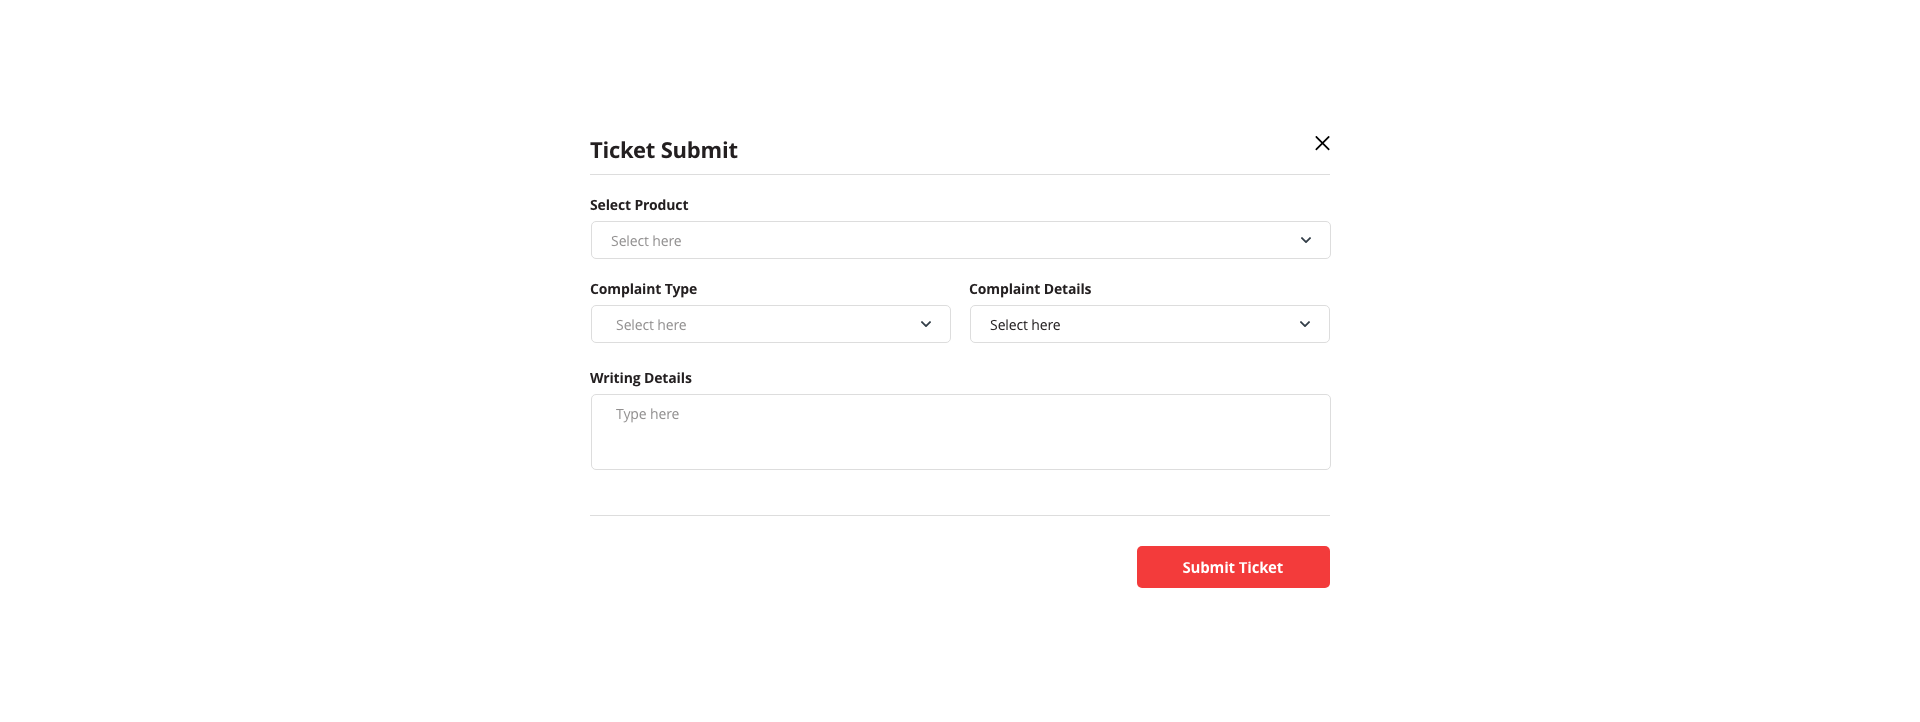 Ticket Submit
Select Product
Select here
Complaint Type
Complaint Details
Select here
Select here
Writing Details
Type here
Submit Ticket